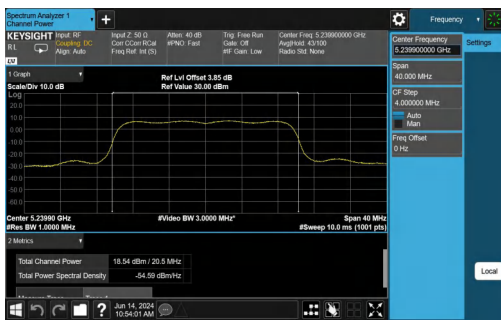 Spectrum Analyzer 1
Channel Power
+
Frequency
KEYSIGHT
RL
Input: RF
Coupling: DC
Align: Auto
Input Z: 50 Ω
Corr CCorr RCal
Freq Ref: Int (S)
Atten: 40 dB
#PNO: Fast
Trig: Free Run
Gate: Off
#IF Gain: Low
Center Freq: 5.239900000 GHz
Avg|Hold: 43/100
Radio Std: None
LVI
1 Graph
Scale/Div 10.0 dB
Ref Lvl Offset 3.85 dB
Ref Value 30.00 dBm
Log
20.0
10.0
0.00
-10.0
-20.0
-30.0
-40.0
-50.0
-60.0
Center 5.23990 GHz
#Res BW 1.0000 MHz
#Video BW 3.0000 MHz*
Span 40 MHz
#Sweep 10.0 ms (1001 pts)
2 Metrics
Total Channel Power
18.54 dBm / 20.5 MHz
Total Power Spectral Density
-54.59 dBm/Hz
?
Jun 14, 2024
10:54:01 AM
Center Frequency
5.239900000 GHz
Settings
Span
40.000 MHz
CF Step
4.000000 MHz
Auto
Man
Freq Offset
0 Hz
Local